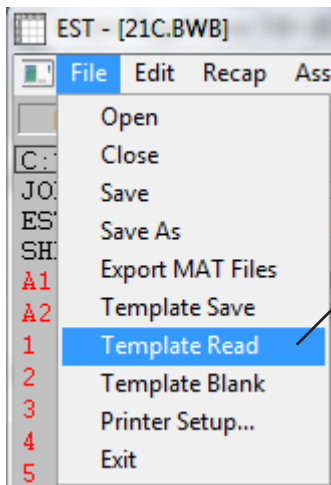 EST - [21C.BWB]
File Edit Recap Ass
Open
C:
Close
JO
Save
EST
Save As
SH
Export MAT Files
A1
Template Save
A2
Template Read
1
Template Blank
2
Printer Setup...
3
Exit
4
5